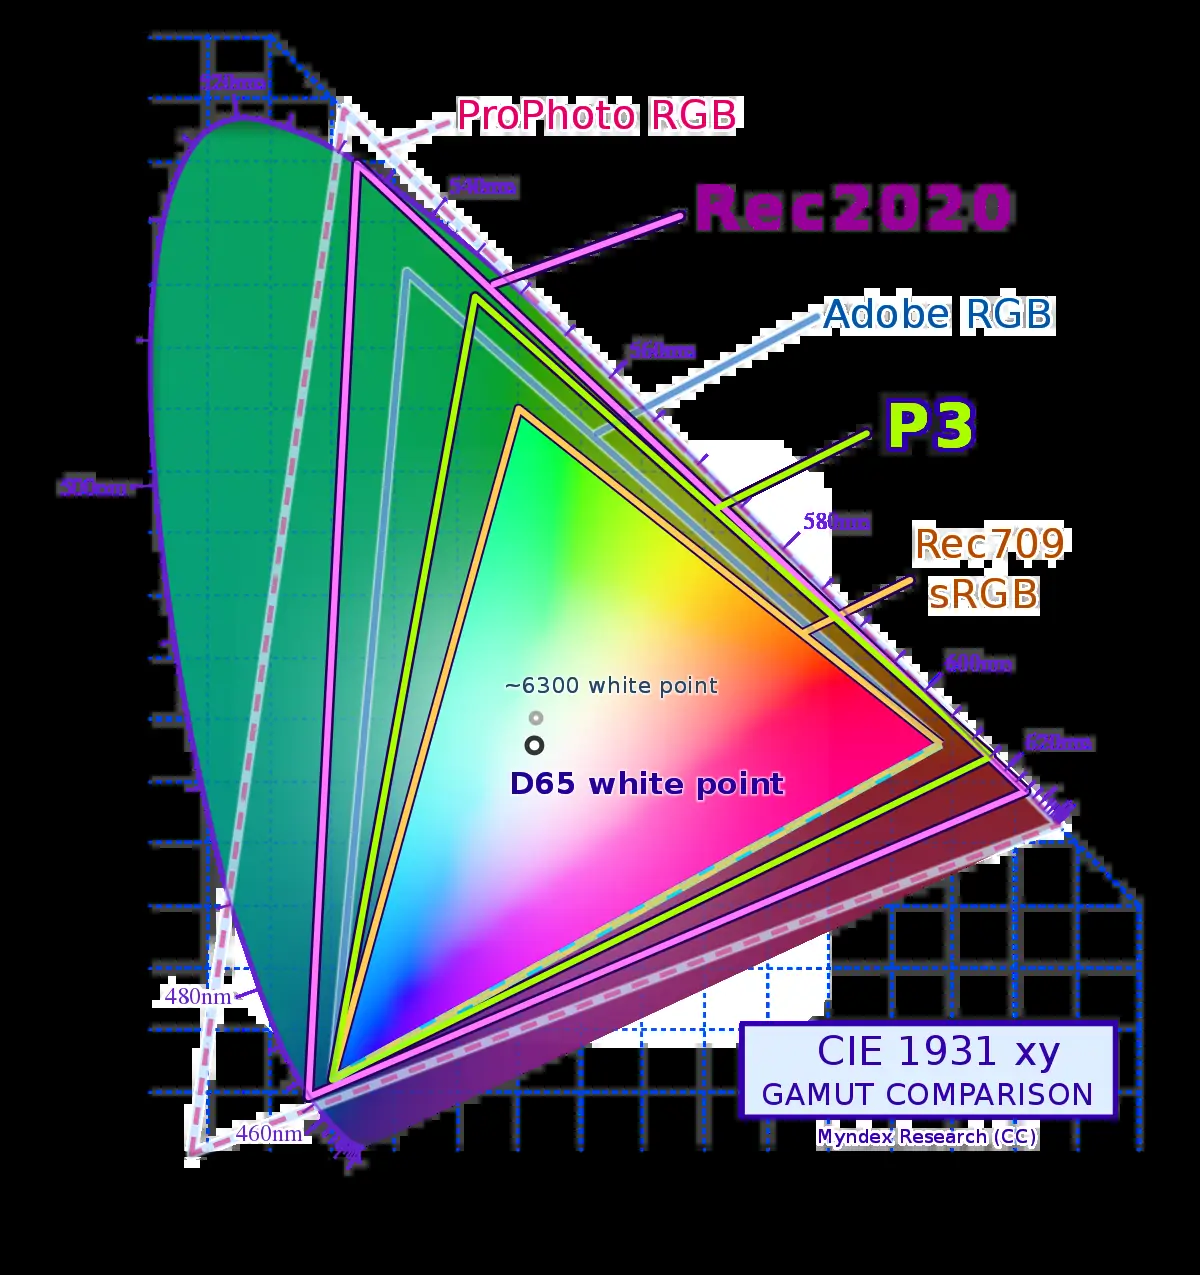 520nm
ProPhoto RGB
540nm
Rec2020
Adobe RGB
560nm
P3
500nm
580nm
Rec709
sRGB
600nm
~6300 white point
620nm
D65 white point
480nm
CIE 1931 xy
GAMUT COMPARISON
460nm
Myndex Research (CC)